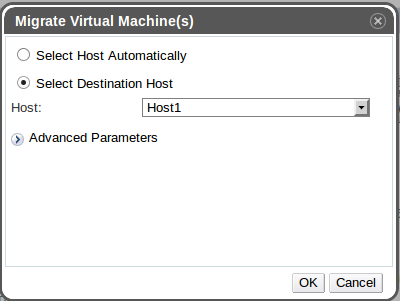 Migrate Virtual Machine(s)
Select Host Automatically
Select Destination Host
Host: Host1
Advanced Parameters
OK Cancel